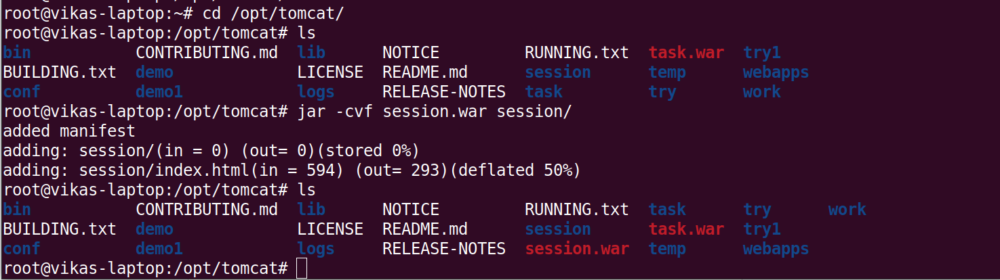 root@vikas-laptop:~# cd /opt/tomcat/
root@vikas-laptop:/opt/tomcat# ls
bin CONTRIBUTING.md lib NOTICE RUNNING.txt task.war try1
BUILDING.txt demo LICENSE README.md session temp webapps
conf demo1 logs RELEASE-NOTES task try work
root@vikas-laptop:/opt/tomcat# jar -cvf session.war session/
added manifest
adding: session/(in = 0) (out= 0)(stored 0%)
adding: session/index.html(in = 594) (out= 293)(deflated 50%)
root@vikas-laptop:/opt/tomcat# ls
bin CONTRIBUTING.md lib NOTICE RUNNING.txt task try work
BUILDING.txt demo LICENSE README.md session task.war try1
conf demo1 logs RELEASE-NOTES session.war temp webapps
root@vikas-laptop:/opt/tomcat#